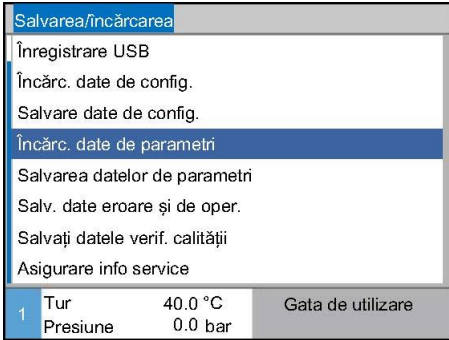 Salvarea/încărcarea
Înregistrare USB
Încărc. date de config.
Salvare date de config.
Încărc. date de parametri
Salvarea datelor de parametri
Salv. date eroare și de oper.
Salvați datele verif. calității
Asigurare info service
1 Tur 40.0 °C Gata de utilizare
Presiune 0.0 bar